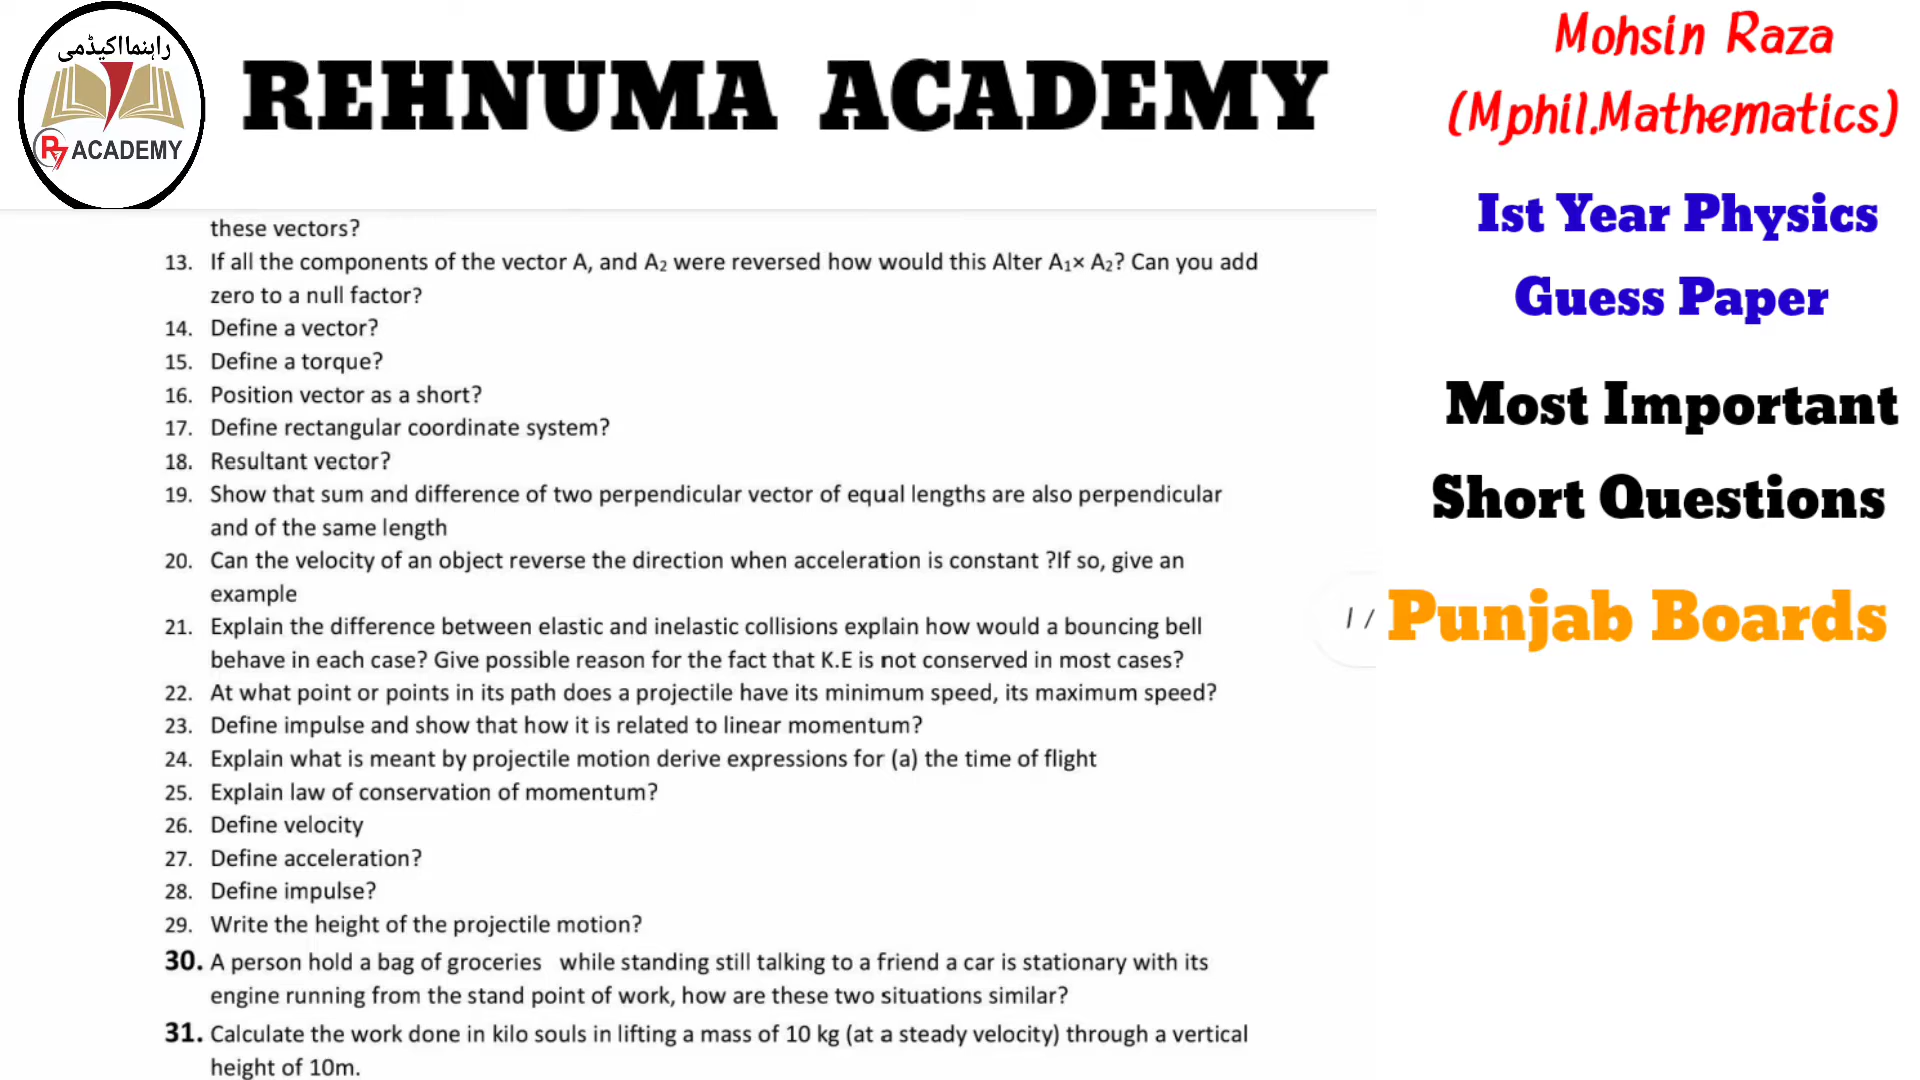 راہنما اکیڈمی
R7 ACADEMY
REHNUMA ACADEMY
Mohsin Raza
(Mphil.Mathematics)
Ist Year Physics
Guess Paper
Most Important
Short Questions
Punjab Boards
these vectors?
13. If all the components of the vector A, and A₂ were reversed how would this Alter A₁× A₂? Can you add
zero to a null factor?
14. Define a vector?
15. Define a torque?
16. Position vector as a short?
17. Define rectangular coordinate system?
18. Resultant vector?
19. Show that sum and difference of two perpendicular vector of equal lengths are also perpendicular
and of the same length
20. Can the velocity of an object reverse the direction when acceleration is constant ?If so, give an
example
21. Explain the difference between elastic and inelastic collisions explain how would a bouncing bell
behave in each case? Give possible reason for the fact that K.E is not conserved in most cases?
22. At what point or points in its path does a projectile have its minimum speed, its maximum speed?
23. Define impulse and show that how it is related to linear momentum?
24. Explain what is meant by projectile motion derive expressions for (a) the time of flight
25. Explain law of conservation of momentum?
26. Define velocity
27. Define acceleration?
28. Define impulse?
29. Write the height of the projectile motion?
30. A person hold a bag of groceries while standing still talking to a friend a car is stationary with its
engine running from the stand point of work, how are these two situations similar?
31. Calculate the work done in kilo souls in lifting a mass of 10 kg (at a steady velocity) through a vertical
height of 10m.
1 /